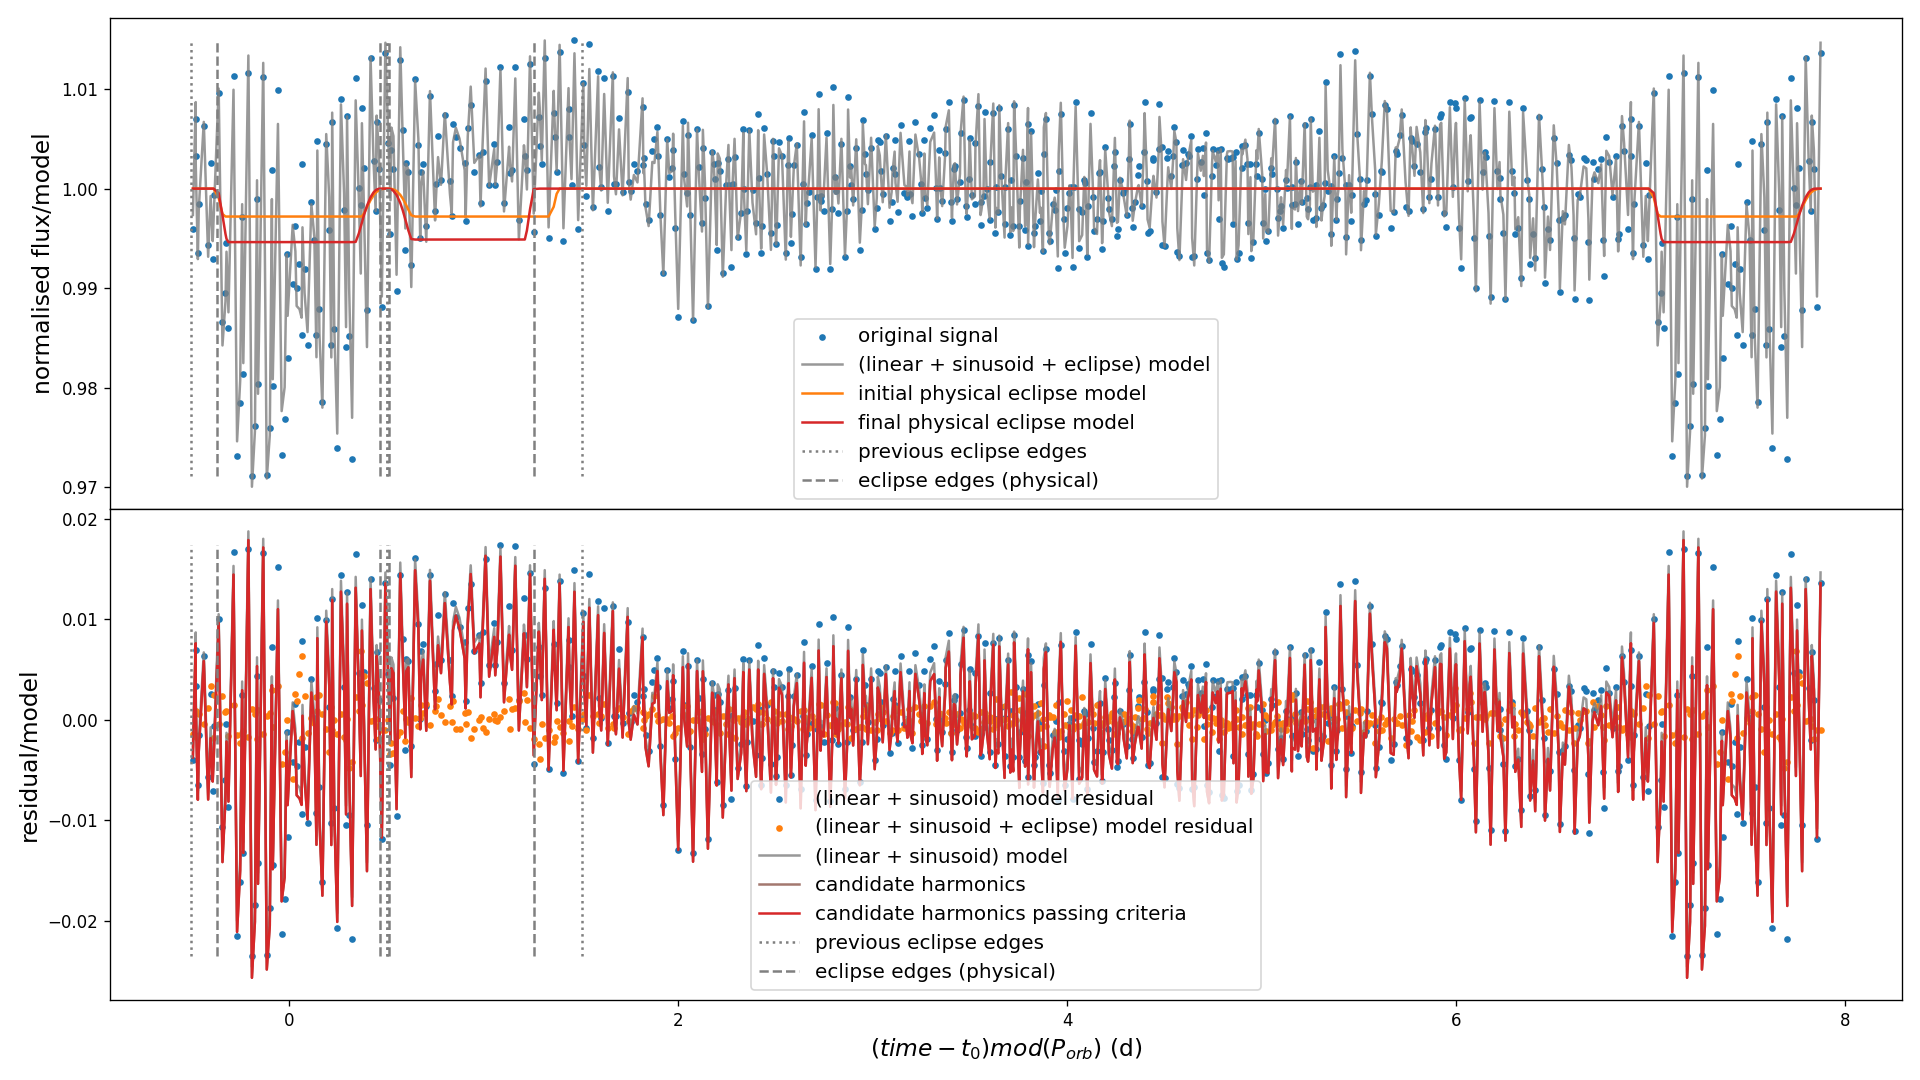 normalised flux/model
1.01
1.00
0.99
0.98
0.97
original signal
(linear + sinusoid + eclipse) model
initial physical eclipse model
final physical eclipse model
previous eclipse edges
eclipse edges (physical)
residual/model
0.02
0.01
0.00
−0.01
−0.02
(linear + sinusoid) model residual
(linear + sinusoid + eclipse) model residual
(linear + sinusoid) model
candidate harmonics
candidate harmonics passing criteria
previous eclipse edges
eclipse edges (physical)
0 2 4 6 8
(time − t₀)mod(P_orb) (d)